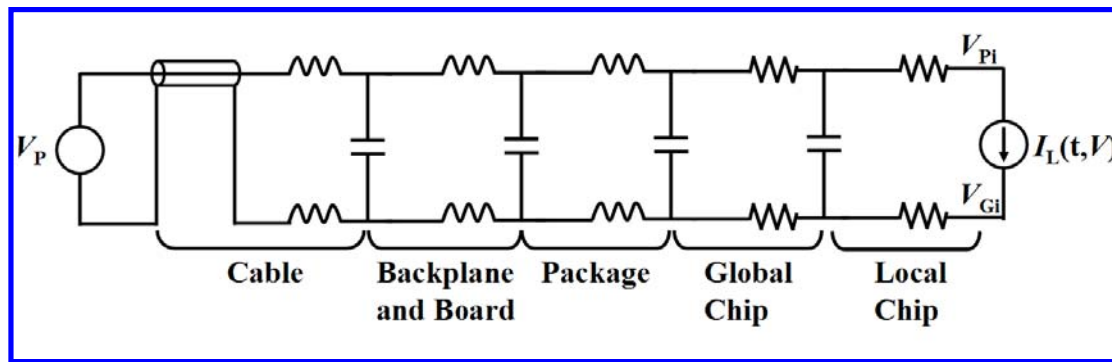 V_P
V_Pi
I_L(t,V)
V_Gi
Cable
Backplane
and Board
Package
Global
Chip
Local
Chip